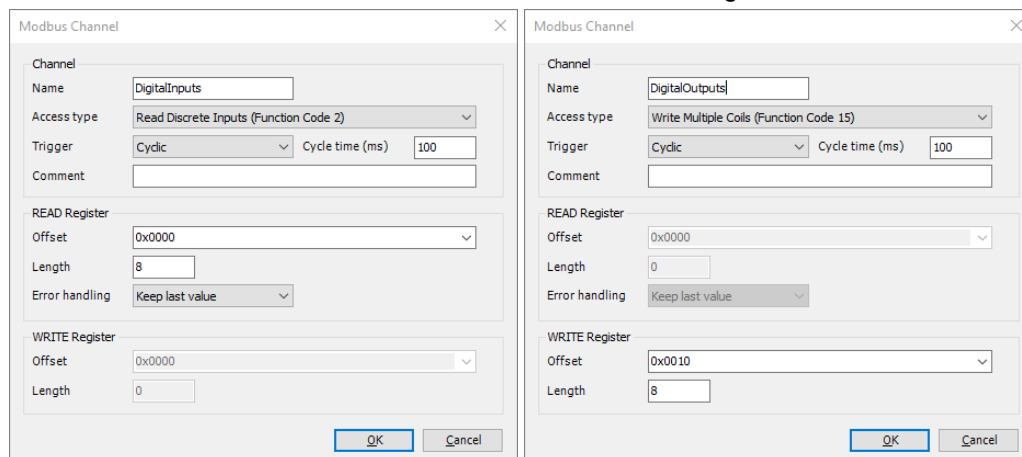 Modbus Channel
Channel
Name DigitalInputs
Access type Read Discrete Inputs (Function Code 2)
Trigger Cyclic Cycle time (ms) 100
Comment
READ Register
Offset 0x0000
Length 8
Error handling Keep last value
WRITE Register
Offset 0x0000
Length 0
OK Cancel
Modbus Channel
Channel
Name DigitalOutputs
Access type Write Multiple Coils (Function Code 15)
Trigger Cyclic Cycle time (ms) 100
Comment
READ Register
Offset 0x0000
Length 0
Error handling Keep last value
WRITE Register
Offset 0x0010
Length 8
OK Cancel